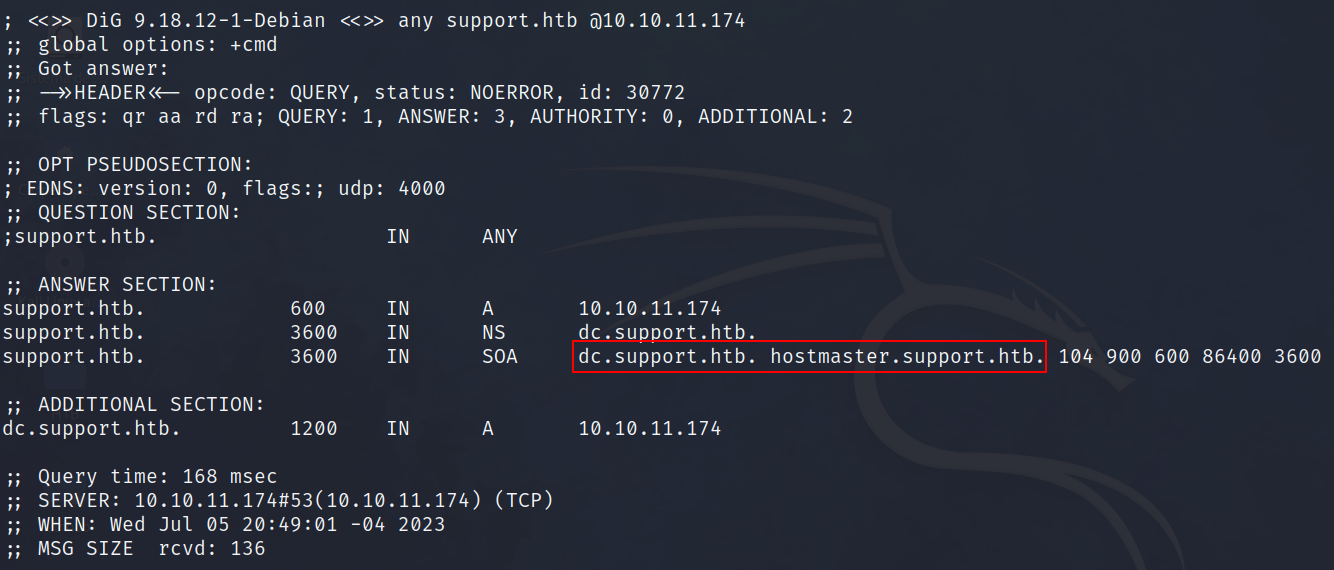 ; <<>> DiG 9.18.12-1-Debian <<>> any support.htb @10.10.11.174
;; global options: +cmd
;; Got answer:
;; ->>HEADER<<- opcode: QUERY, status: NOERROR, id: 30772
;; flags: qr aa rd ra; QUERY: 1, ANSWER: 3, AUTHORITY: 0, ADDITIONAL: 2
;; OPT PSEUDOSECTION:
; EDNS: version: 0, flags:; udp: 4000
;; QUESTION SECTION:
;support.htb. IN ANY
;; ANSWER SECTION:
support.htb. 600 IN A 10.10.11.174
support.htb. 3600 IN NS dc.support.htb.
support.htb. 3600 IN SOA dc.support.htb. hostmaster.support.htb. 104 900 600 86400 3600
;; ADDITIONAL SECTION:
dc.support.htb. 1200 IN A 10.10.11.174
;; Query time: 168 msec
;; SERVER: 10.10.11.174#53(10.10.11.174) (TCP)
;; WHEN: Wed Jul 05 20:49:01 -04 2023
;; MSG SIZE rcvd: 136